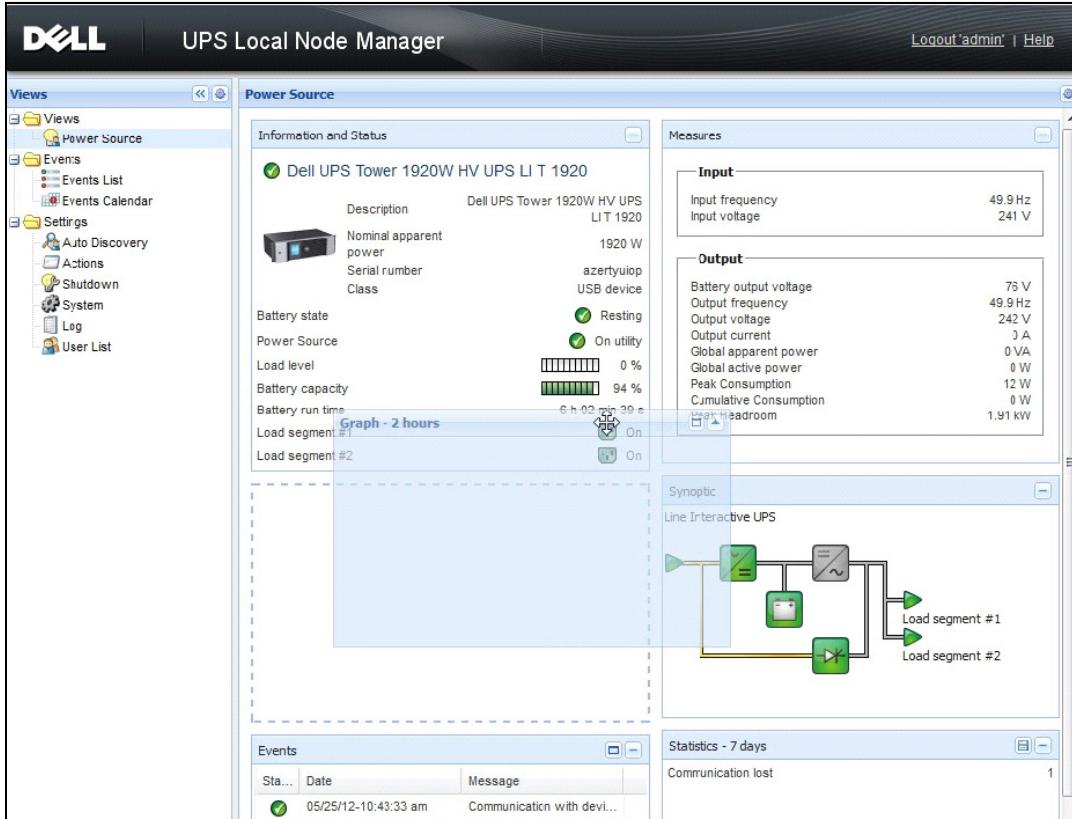 DELL
UPS Local Node Manager
Logout 'admin' | Help
Views
Views
Power Source
Events
Events List
Events Calendar
Settings
Auto Discovery
Actions
Shutdown
System
Log
User List
Power Source
Information and Status
Dell UPS Tower 1920W HV UPS LI T 1920
Description Dell UPS Tower 1920W HV UPS
LI T 1920
Nominal apparent
power 1920 W
Serial number azertyuiop
Class USB device
Battery state Resting
Power Source On utility
Load level 0 %
Battery capacity 94 %
Battery run time 6 h 02 min 39 s
Load segment #1 On
Load segment #2 On
Graph - 2 hours
Events
Sta... Date Message
05/25/12-10:43:33 am Communication with devi...
Measures
Input
Input frequency 49.9 Hz
Input voltage 241 V
Output
Battery output voltage 76 V
Output frequency 49.9 Hz
Output voltage 242 V
Output current 0 A
Global apparent power 0 VA
Global active power 0 W
Peak Consumption 12 W
Cumulative Consumption 0 W
Peak Headroom 1.91 kW
Synoptic
Line Interactive UPS
Load segment #1
Load segment #2
Statistics - 7 days
Communication lost 1